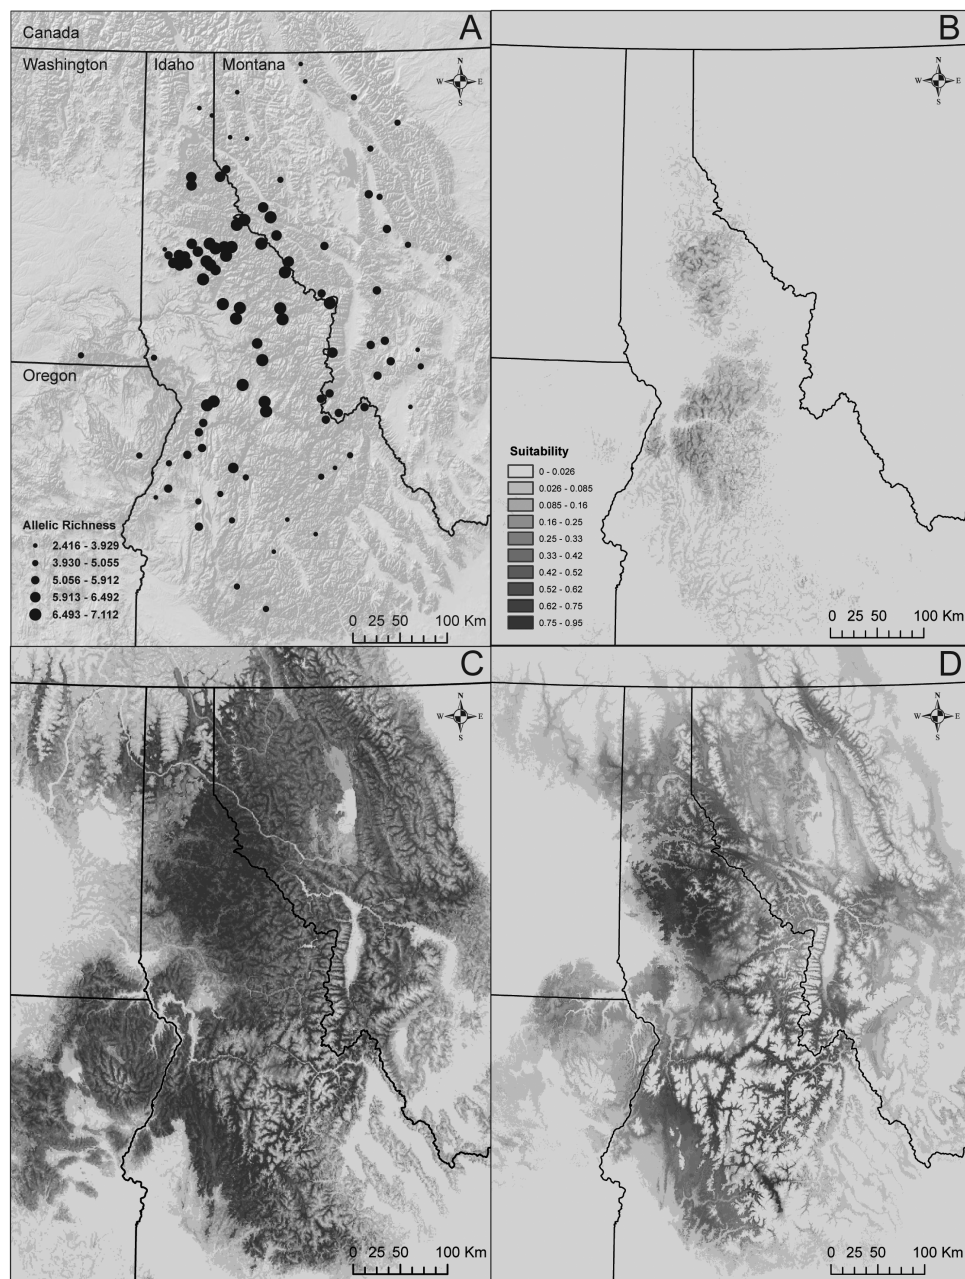 A
Canada
Washington
Idaho
Montana
N
W E
S
Oregon
Allelic Richness
2.416 - 3.929
3.930 - 5.055
5.056 - 5.912
5.913 - 6.492
6.493 - 7.112
0 25 50 100 Km
B
N
W E
S
Suitability
0 - 0.026
0.026 - 0.085
0.085 - 0.16
0.16 - 0.25
0.25 - 0.33
0.33 - 0.42
0.42 - 0.52
0.52 - 0.62
0.62 - 0.75
0.75 - 0.95
0 25 50 100 Km
C
N
W E
S
0 25 50 100 Km
D
N
W E
S
0 25 50 100 Km